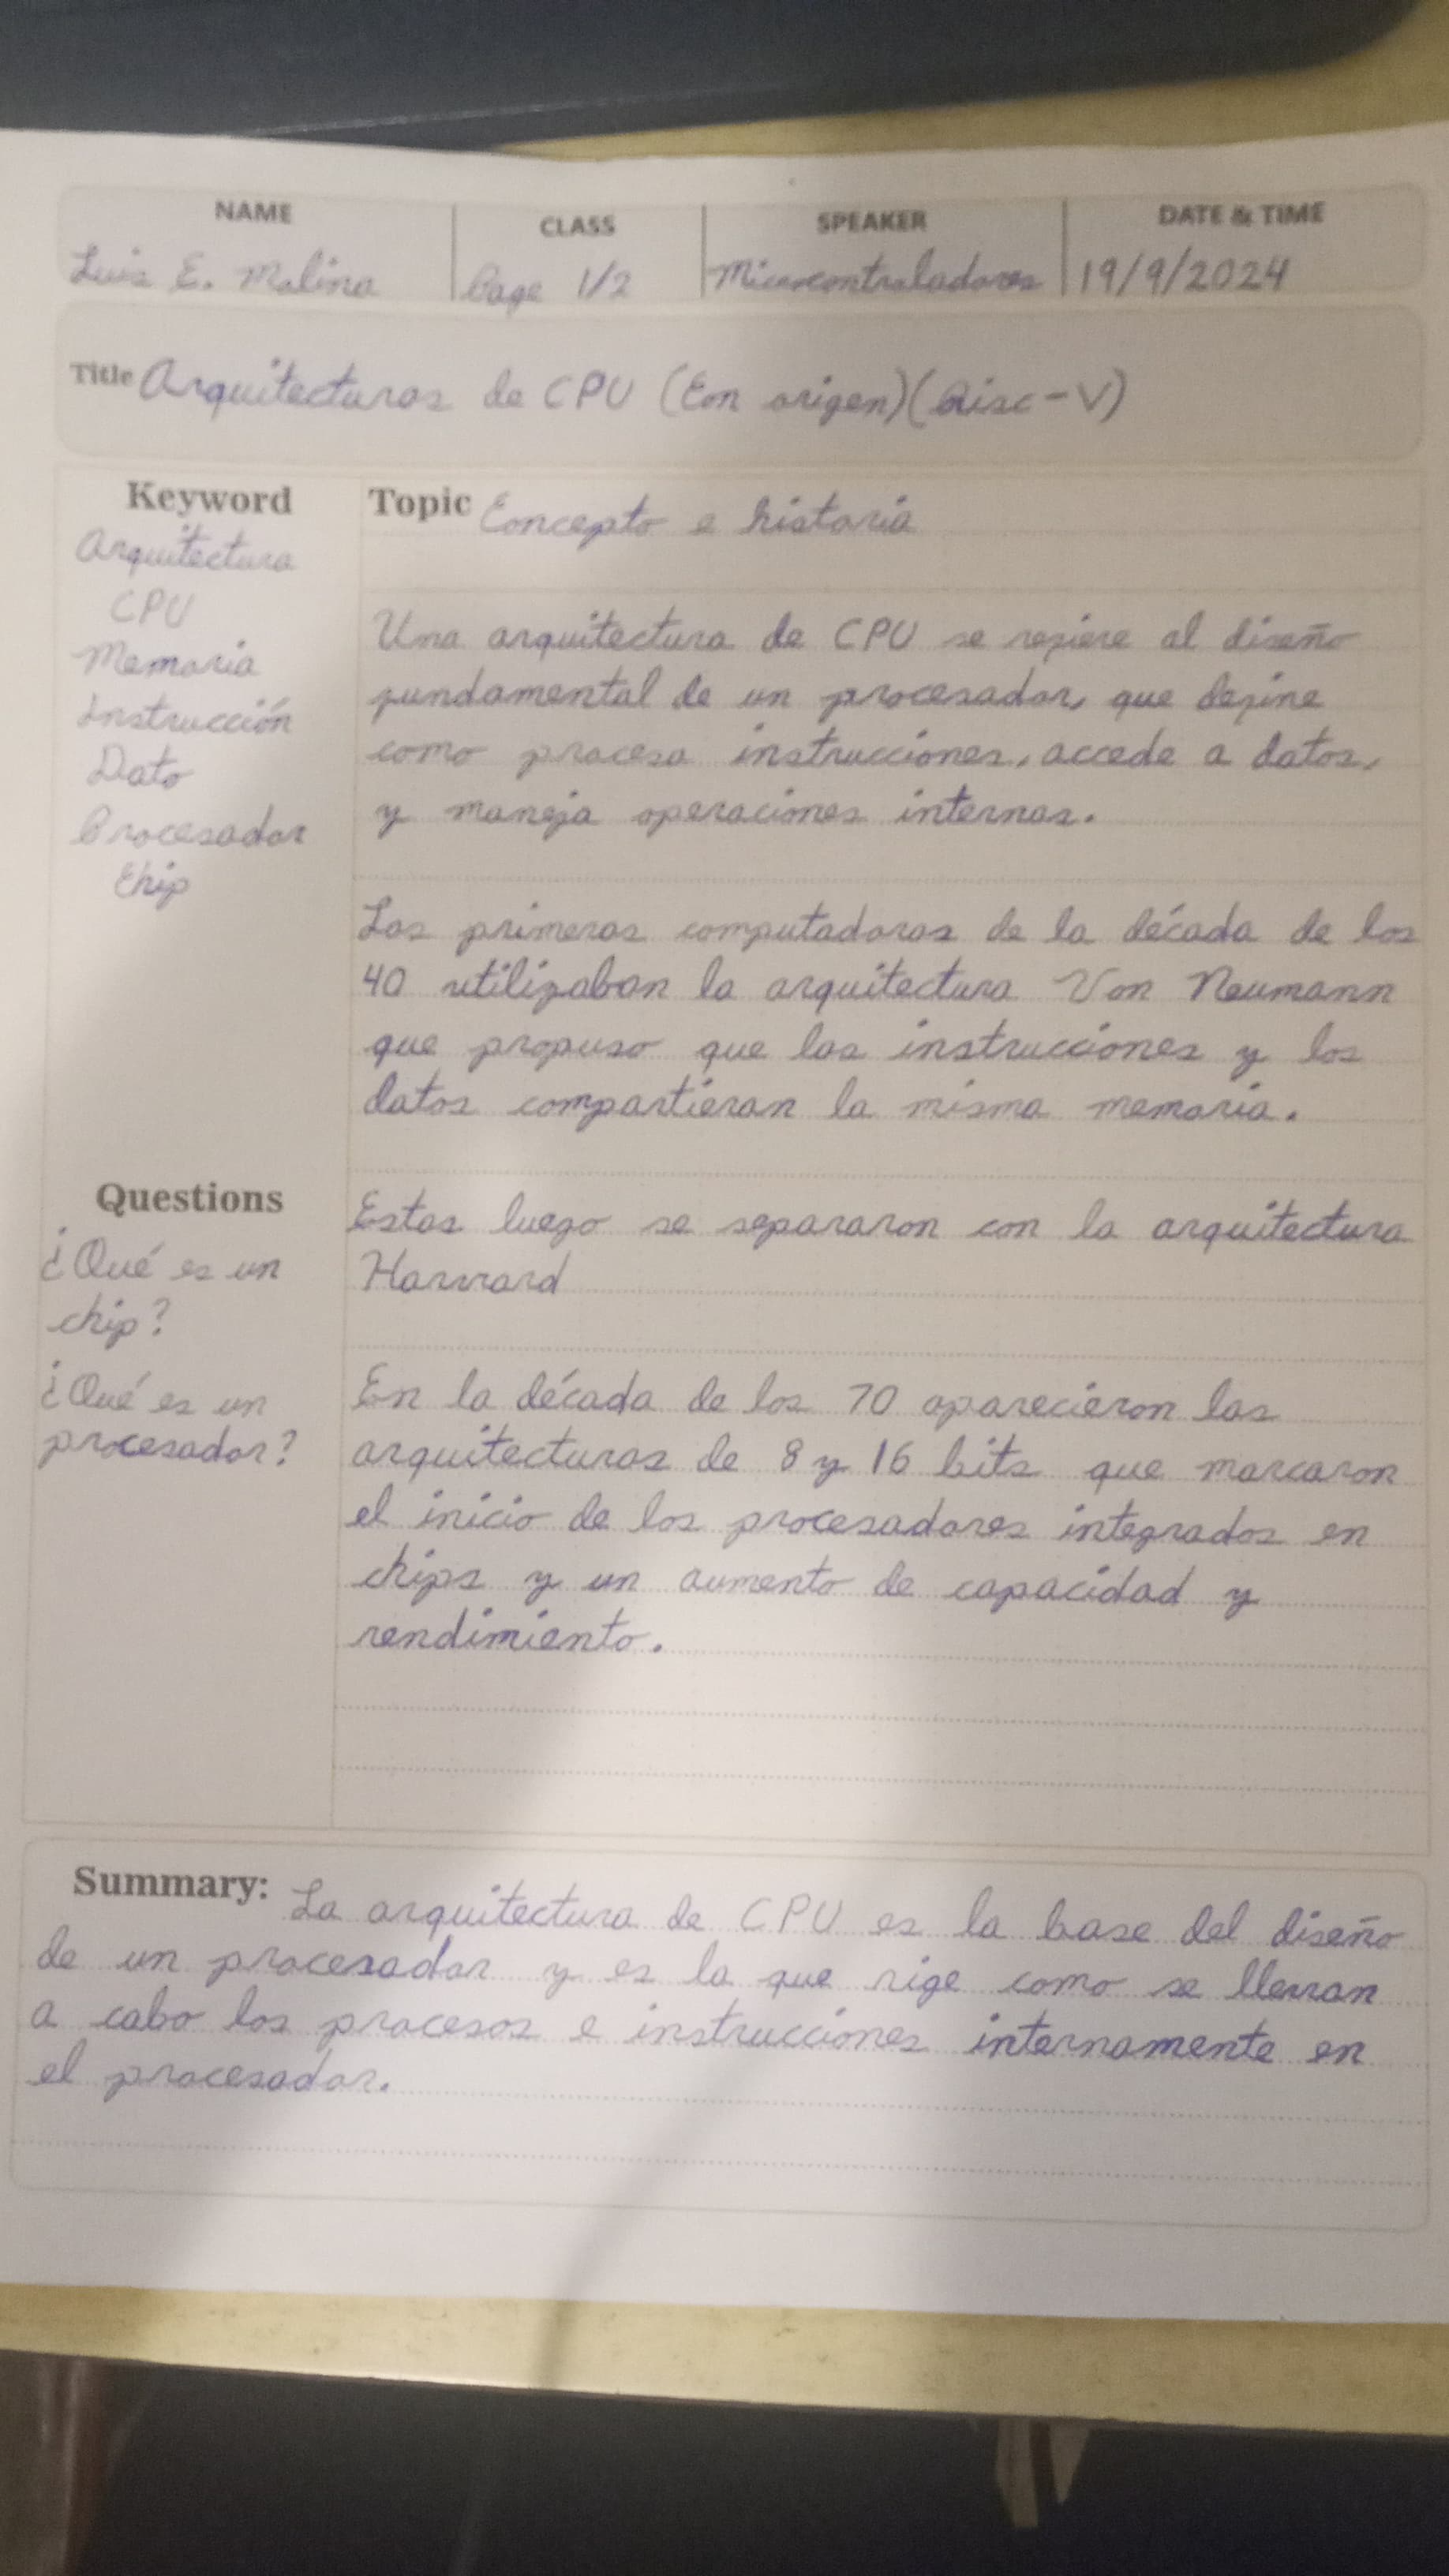 NAME
CLASS
SPEAKER
DATE & TIME
Luis E. Molina
Page 1/2
Microcontroladores
19/9/2024
Title Arquitecturas de CPU (Con origen)(Risc-V)
Keyword
Arquitectura
CPU
Memoria
Instrucción
Dato
Procesador
Chip
Topic Concepto e historia
Una arquitectura de CPU se refiere al diseño
fundamental de un procesador, que define
como procesa instrucciones, accede a datos,
y maneja operaciones internas.
Las primeras computadoras de la década de los
40 utilizaban la arquitectura Von Neumann
que propuso que las instrucciones y los
datos compartieran la misma memoria.
Estas luego se separaron con la arquitectura
Harvard
En la década de los 70 aparecieron las
arquitecturas de 8 y 16 bits que marcaron
el inicio de los procesadores integrados en
chips y un aumento de capacidad y
rendimiento.
Questions
¿Qué es un
chip?
¿Qué es un
procesador?
Summary: La arquitectura de CPU es la base del diseño
de un procesador y es la que rige como se llevan
a cabo los procesos e instrucciones internamente en
el procesador.